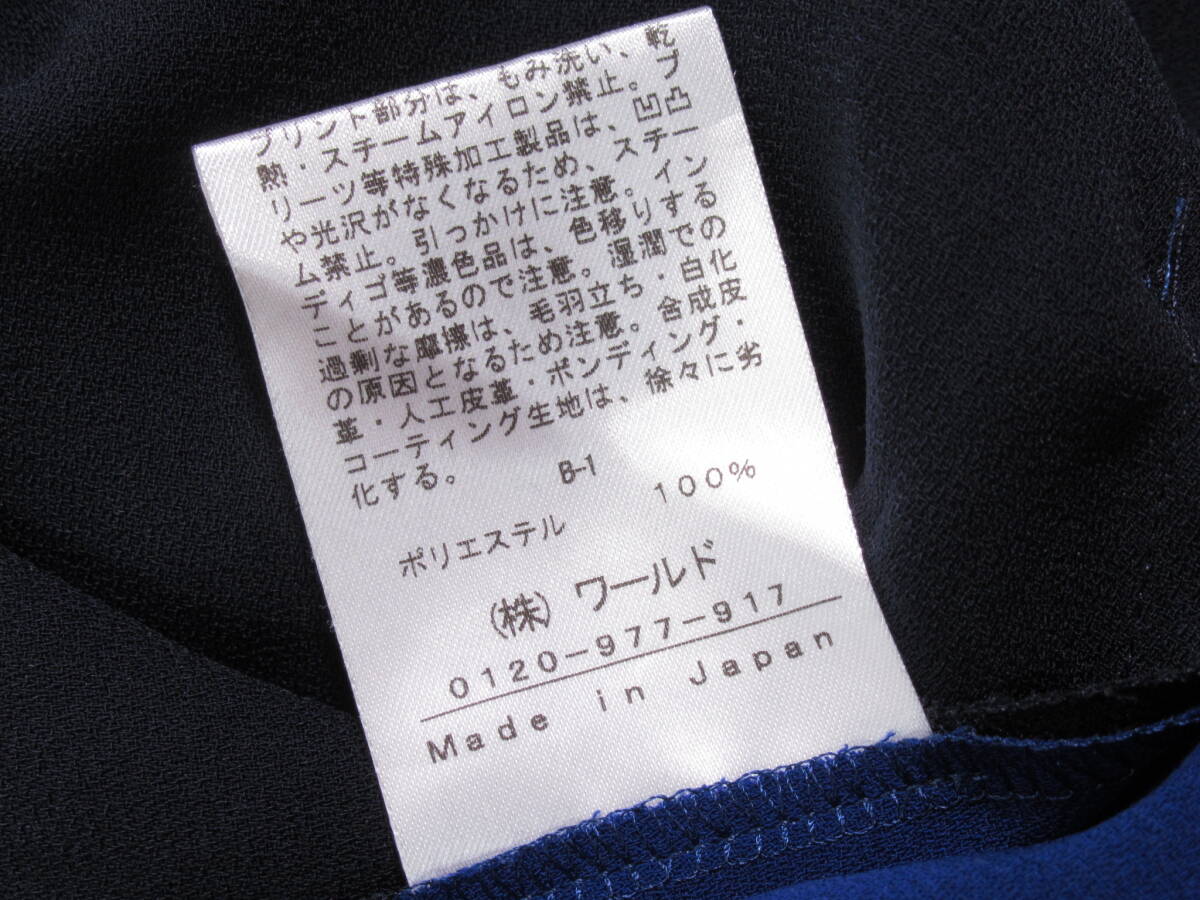 プリント部分は、もみ洗い、乾
熱・スチームアイロン禁止。プ
リーツ等特殊加工製品は、凹凸
や光沢がなくなるため、スチー
ム禁止。引っかけに注意。イン
ディゴ等濃色品は、色移りする
ことがあるので注意。湿潤での
過剰な摩擦は、毛羽立ち・白化
の原因となるため注意。合成皮
革・人工皮革・ボンディング・
コーティング生地は、徐々に劣
化する。 B-1
ポリエステル 100%
(株) ワールド
0120-977-917
Made in Japan